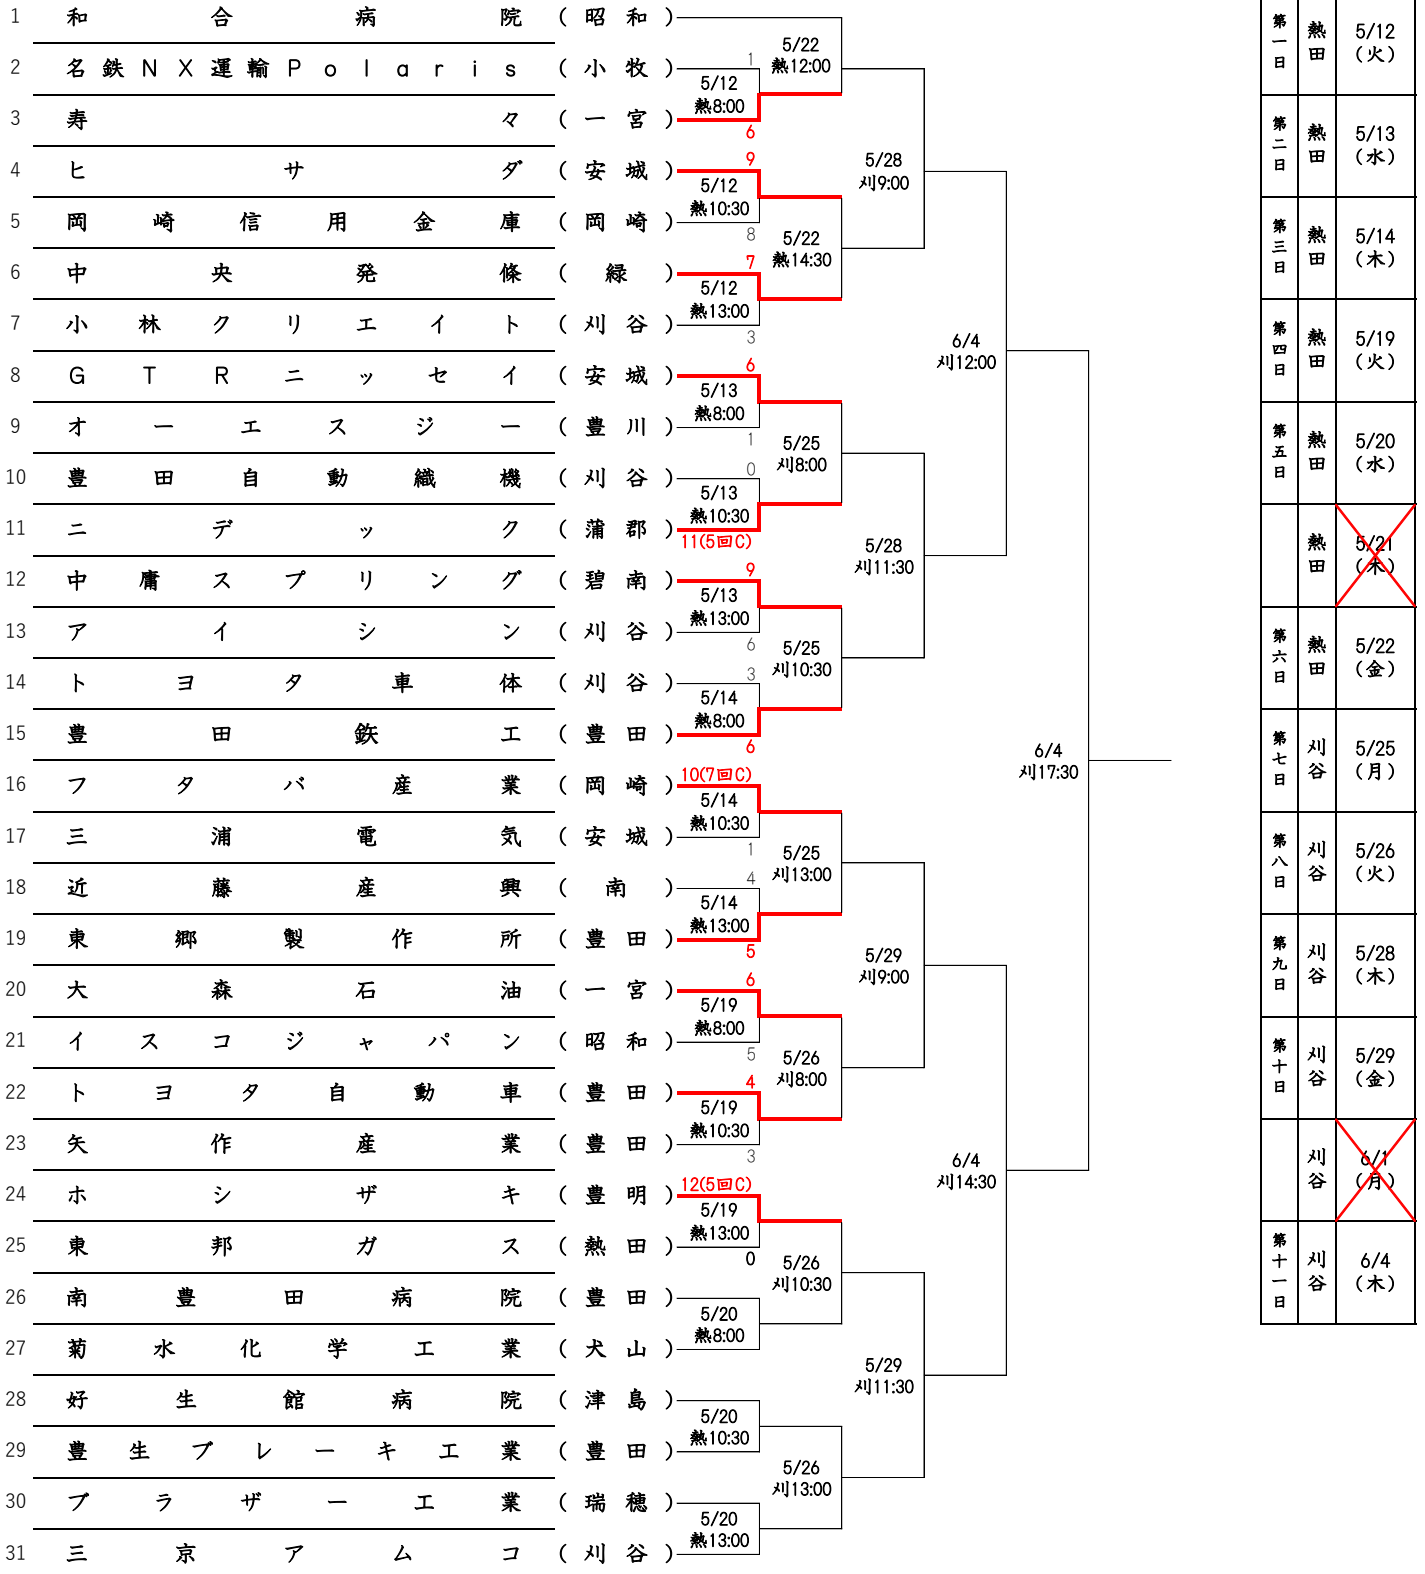 1 和合病院 (昭和)
2 名鉄NX運輸Polaris (小牧)
3 寿々 (一宮)
4 ヒサダ (安城)
5 岡崎信用金庫 (岡崎)
6 中央発條 (緑)
7 小林クリエイト (刈谷)
8 GTRニッセイ (安城)
9 オーエスジー (豊川)
10 豊田自動織機 (刈谷)
11 ニデック (蒲郡)
12 中庸スプリング (碧南)
13 アイシン (刈谷)
14 トヨタ車体 (刈谷)
15 豊田鉃工 (豊田)
16 フタバ産業 (岡崎)
17 三浦電気 (安城)
18 近藤産興 (南)
19 東郷製作所 (豊田)
20 大森石油 (一宮)
21 イスコジャパン (昭和)
22 トヨタ自動車 (豊田)
23 矢作産業 (豊田)
24 ホシザキ (豊明)
25 東邦ガス (熱田)
26 南豊田病院 (豊田)
27 菊水化学工業 (犬山)
28 好生館病院 (津島)
29 豊生ブレーキ工業 (豊田)
30 ブラザー工業 (瑞穂)
31 三京アムコ (刈谷)
1
5/12
熱8:00
6
9
5/12
熱10:30
8
7
5/12
熱13:00
3
6
5/13
熱8:00
1
0
5/13
熱10:30
11(5回C)
9
5/13
熱13:00
6
3
5/14
熱8:00
6
10(7回C)
5/14
熱10:30
1
4
5/14
熱13:00
5
6
5/19
熱8:00
5
4
5/19
熱10:30
3
12(5回C)
5/19
熱13:00
0
5/20
熱8:00
5/20
熱10:30
5/20
熱13:00
5/22
熱12:00
5/22
熱14:30
5/25
刈8:00
5/25
刈10:30
5/25
刈13:00
5/26
刈8:00
5/26
刈10:30
5/26
刈13:00
5/28
刈9:00
5/28
刈11:30
5/29
刈9:00
5/29
刈11:30
6/4
刈12:00
6/4
刈14:30
6/4
刈17:30
第一日 熱田 5/12 (火)
第二日 熱田 5/13 (水)
第三日 熱田 5/14 (木)
第四日 熱田 5/19 (火)
第五日 熱田 5/20 (水)
熱田 5/21 (木)
第六日 熱田 5/22 (金)
第七日 刈谷 5/25 (月)
第八日 刈谷 5/26 (火)
第九日 刈谷 5/28 (木)
第十日 刈谷 5/29 (金)
刈谷 6/1 (月)
第十一日 刈谷 6/4 (木)